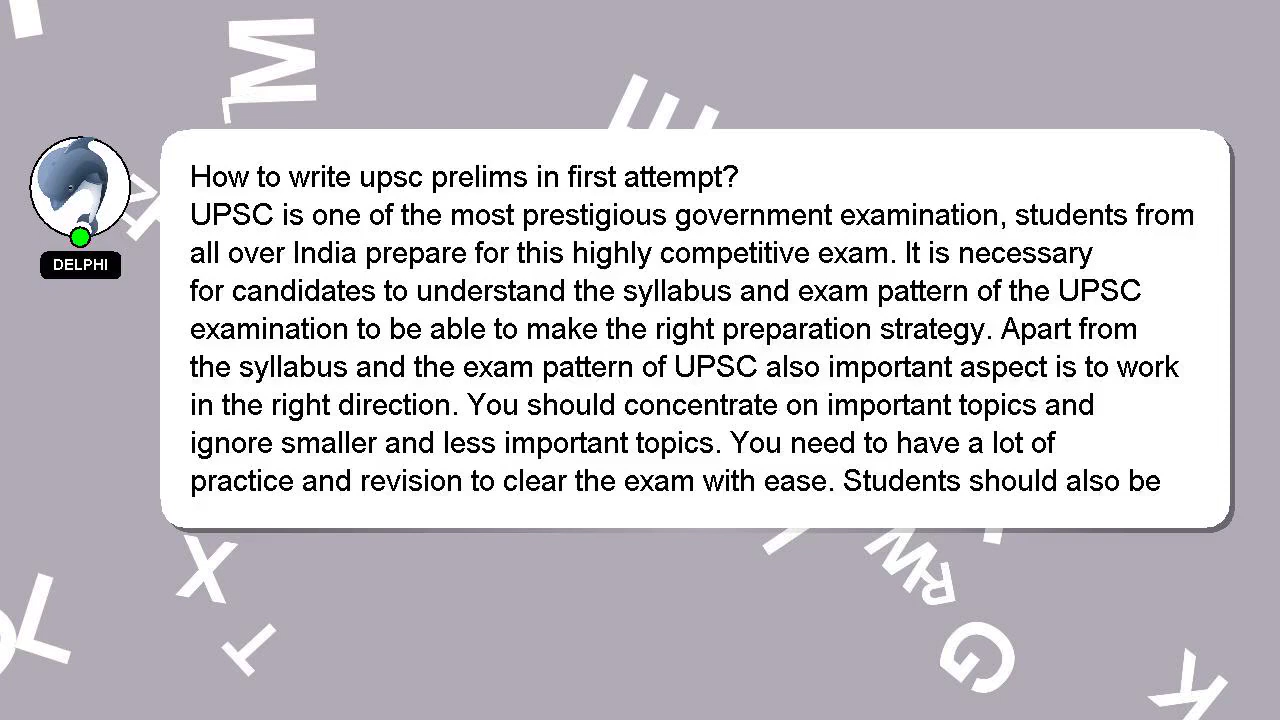 How to write upsc prelims in first attempt?
UPSC is one of the most prestigious government examination, students from
all over India prepare for this highly competitive exam. It is necessary
for candidates to understand the syllabus and exam pattern of the UPSC
examination to be able to make the right preparation strategy. Apart from
the syllabus and the exam pattern of UPSC also important aspect is to work
in the right direction. You should concentrate on important topics and
ignore smaller and less important topics. You need to have a lot of
practice and revision to clear the exam with ease. Students should also be
DELPHI
M
L
E
A
X
T
W
R
G
K